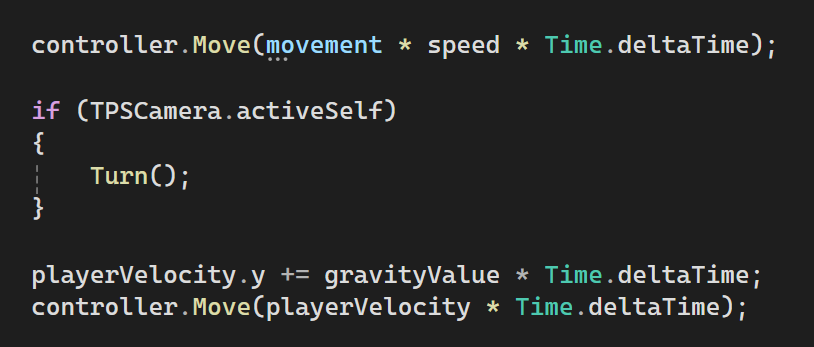 controller.Move(movement * speed * Time.deltaTime);
if (TPSCamera.activeSelf)
{
Turn();
}
playerVelocity.y += gravityValue * Time.deltaTime;
controller.Move(playerVelocity * Time.deltaTime);